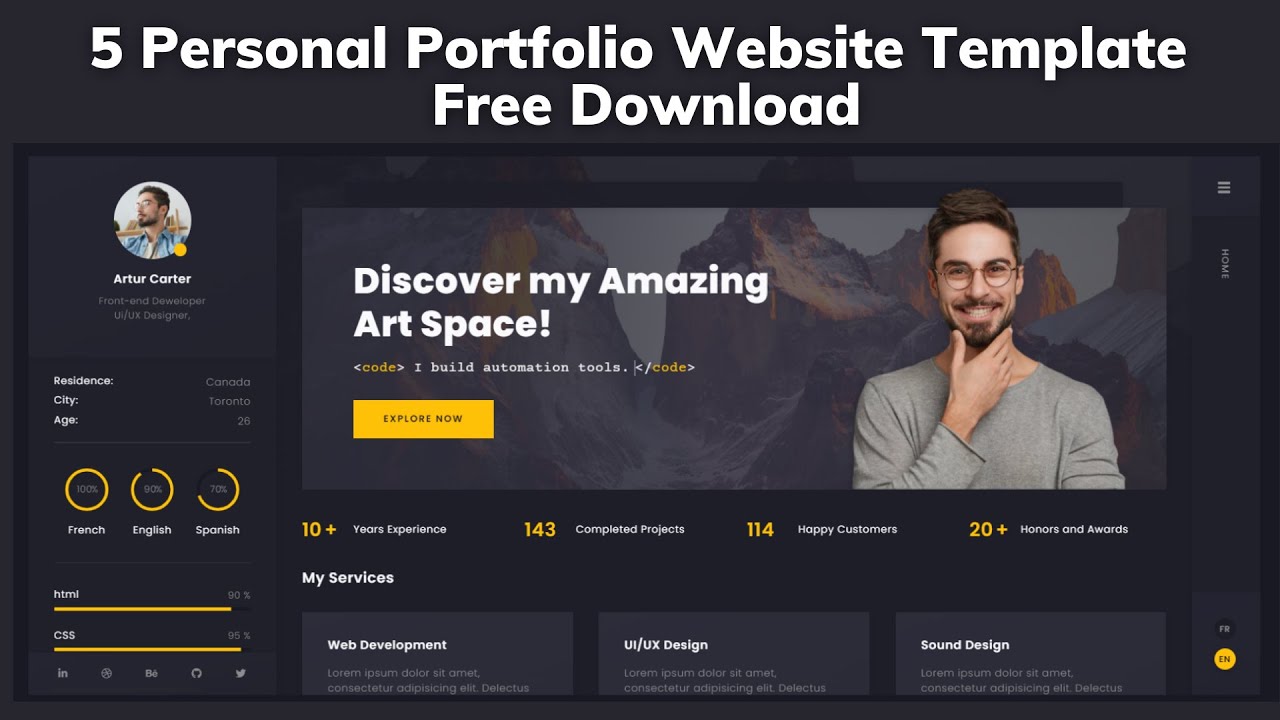 5 Personal Portfolio Website Template
Free Download
Artur Carter
Front-end Deweloper
Ui/UX Designer,
Residence: Canada
City: Toronto
Age: 26
100% 90% 70%
French English Spanish
html 90 %
CSS 95 %
Bē
Discover my Amazing
Art Space!
<code> I build automation tools. </code>
EXPLORE NOW
10 + Years Experience 143 Completed Projects 114 Happy Customers 20 + Honors and Awards
My Services
Web Development
Lorem ipsum dolor sit amet,
consectetur adipisicing elit. Delectus
UI/UX Design
Lorem ipsum dolor sit amet,
consectetur adipisicing elit. Delectus
Sound Design
Lorem ipsum dolor sit amet,
consectetur adipisicing elit. Delectus
HOME
FR
EN